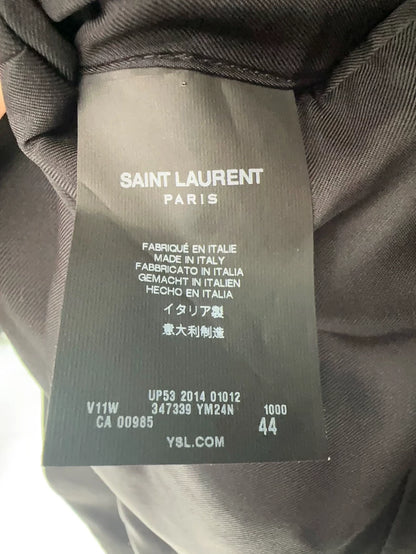 SAINT LAURENT
PARIS
FABRIQUÉ EN ITALIE
MADE IN ITALY
FABBRICATO IN ITALIA
GEMACHT IN ITALIEN
HECHO EN ITALIA
イタリア製
意大利制造
UP53 2014 01012
V11W 347339 YM24N 1000
CA 00985 44
YSL.COM